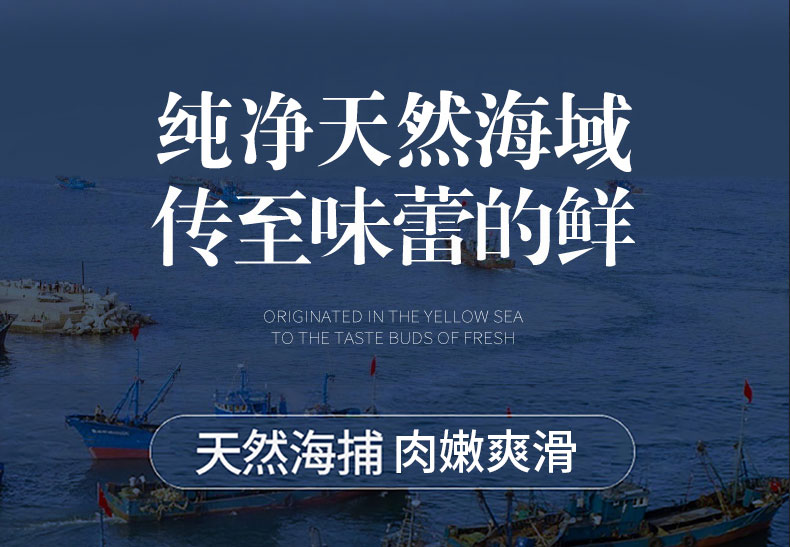 纯净天然海域
传至味蕾的鲜
ORIGINATED IN THE YELLOW SEA
TO THE TASTE BUDS OF FRESH
天然海捕 肉嫩爽滑